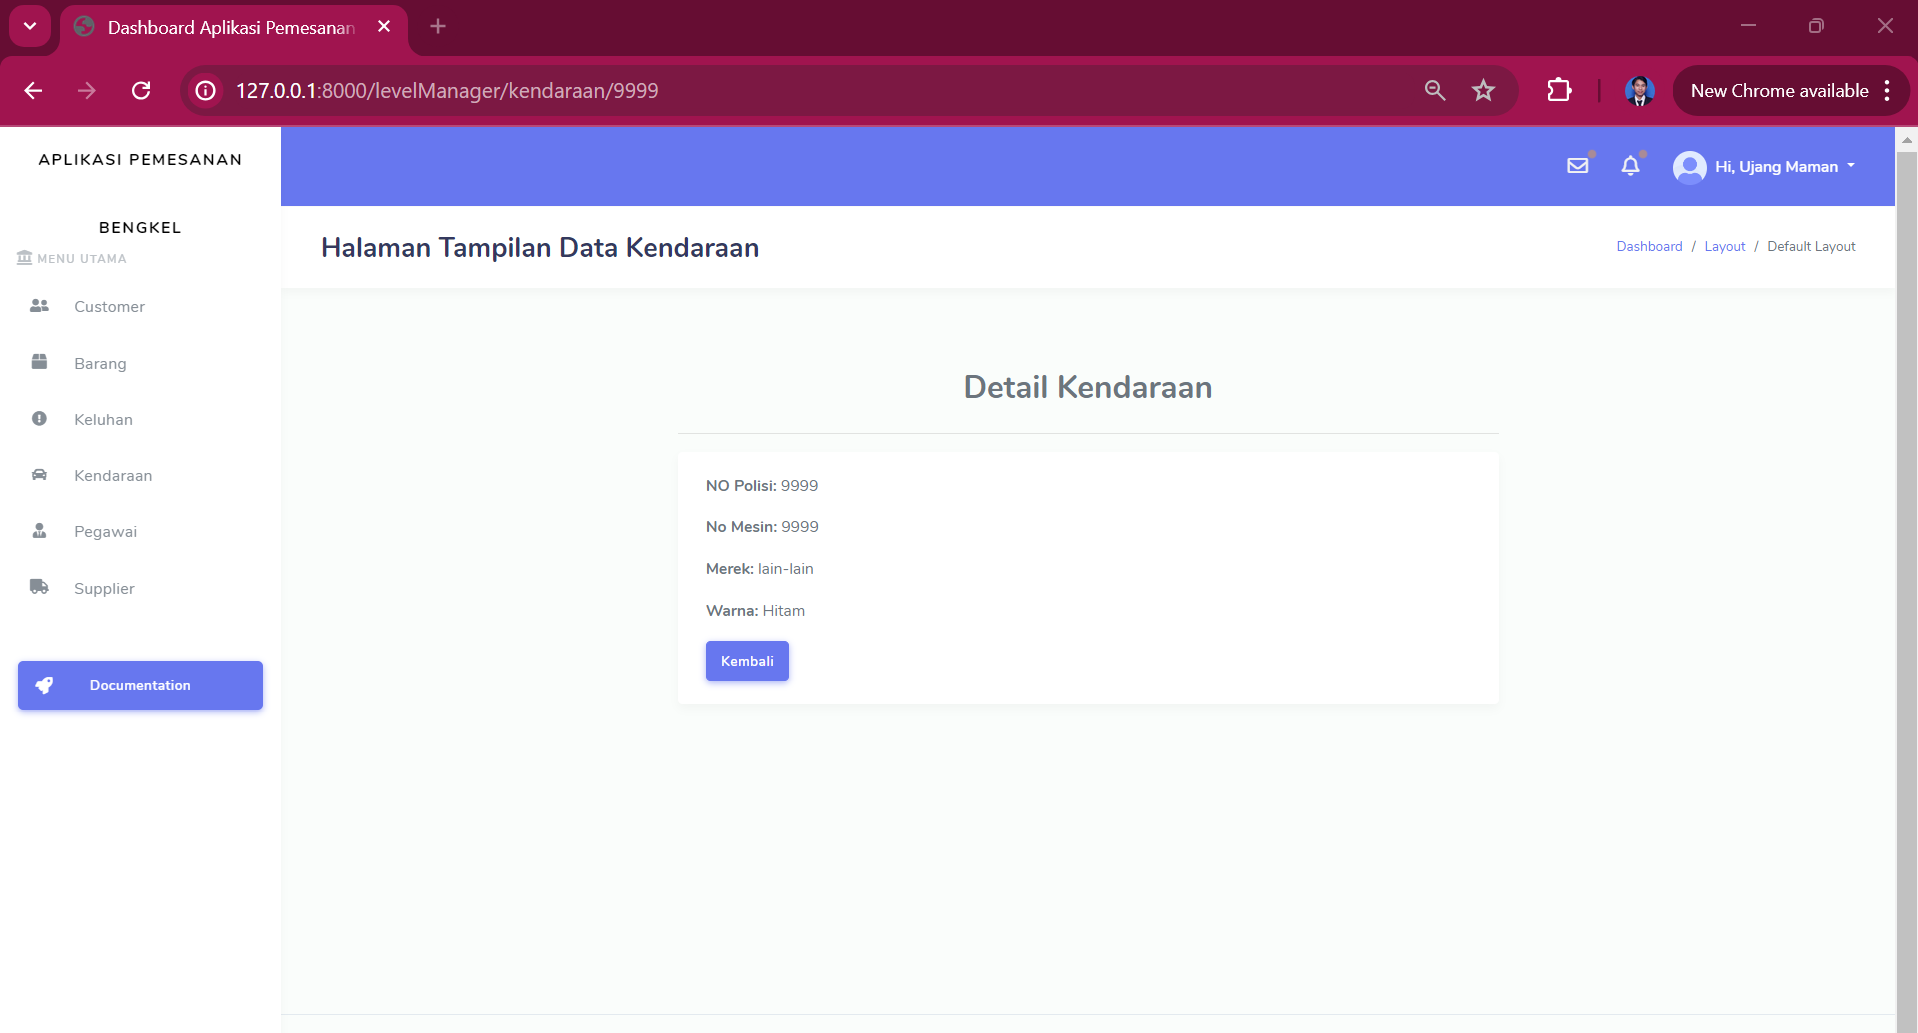 Dashboard Aplikasi Pemesanan
127.0.0.1:8000/levelManager/kendaraan/9999
New Chrome available
APLIKASI PEMESANAN
BENGKEL
MENU UTAMA
Customer
Barang
Keluhan
Kendaraan
Pegawai
Supplier
Documentation
Hi, Ujang Maman
Halaman Tampilan Data Kendaraan
Dashboard / Layout / Default Layout
Detail Kendaraan
NO Polisi: 9999
No Mesin: 9999
Merek: lain-lain
Warna: Hitam
Kembali